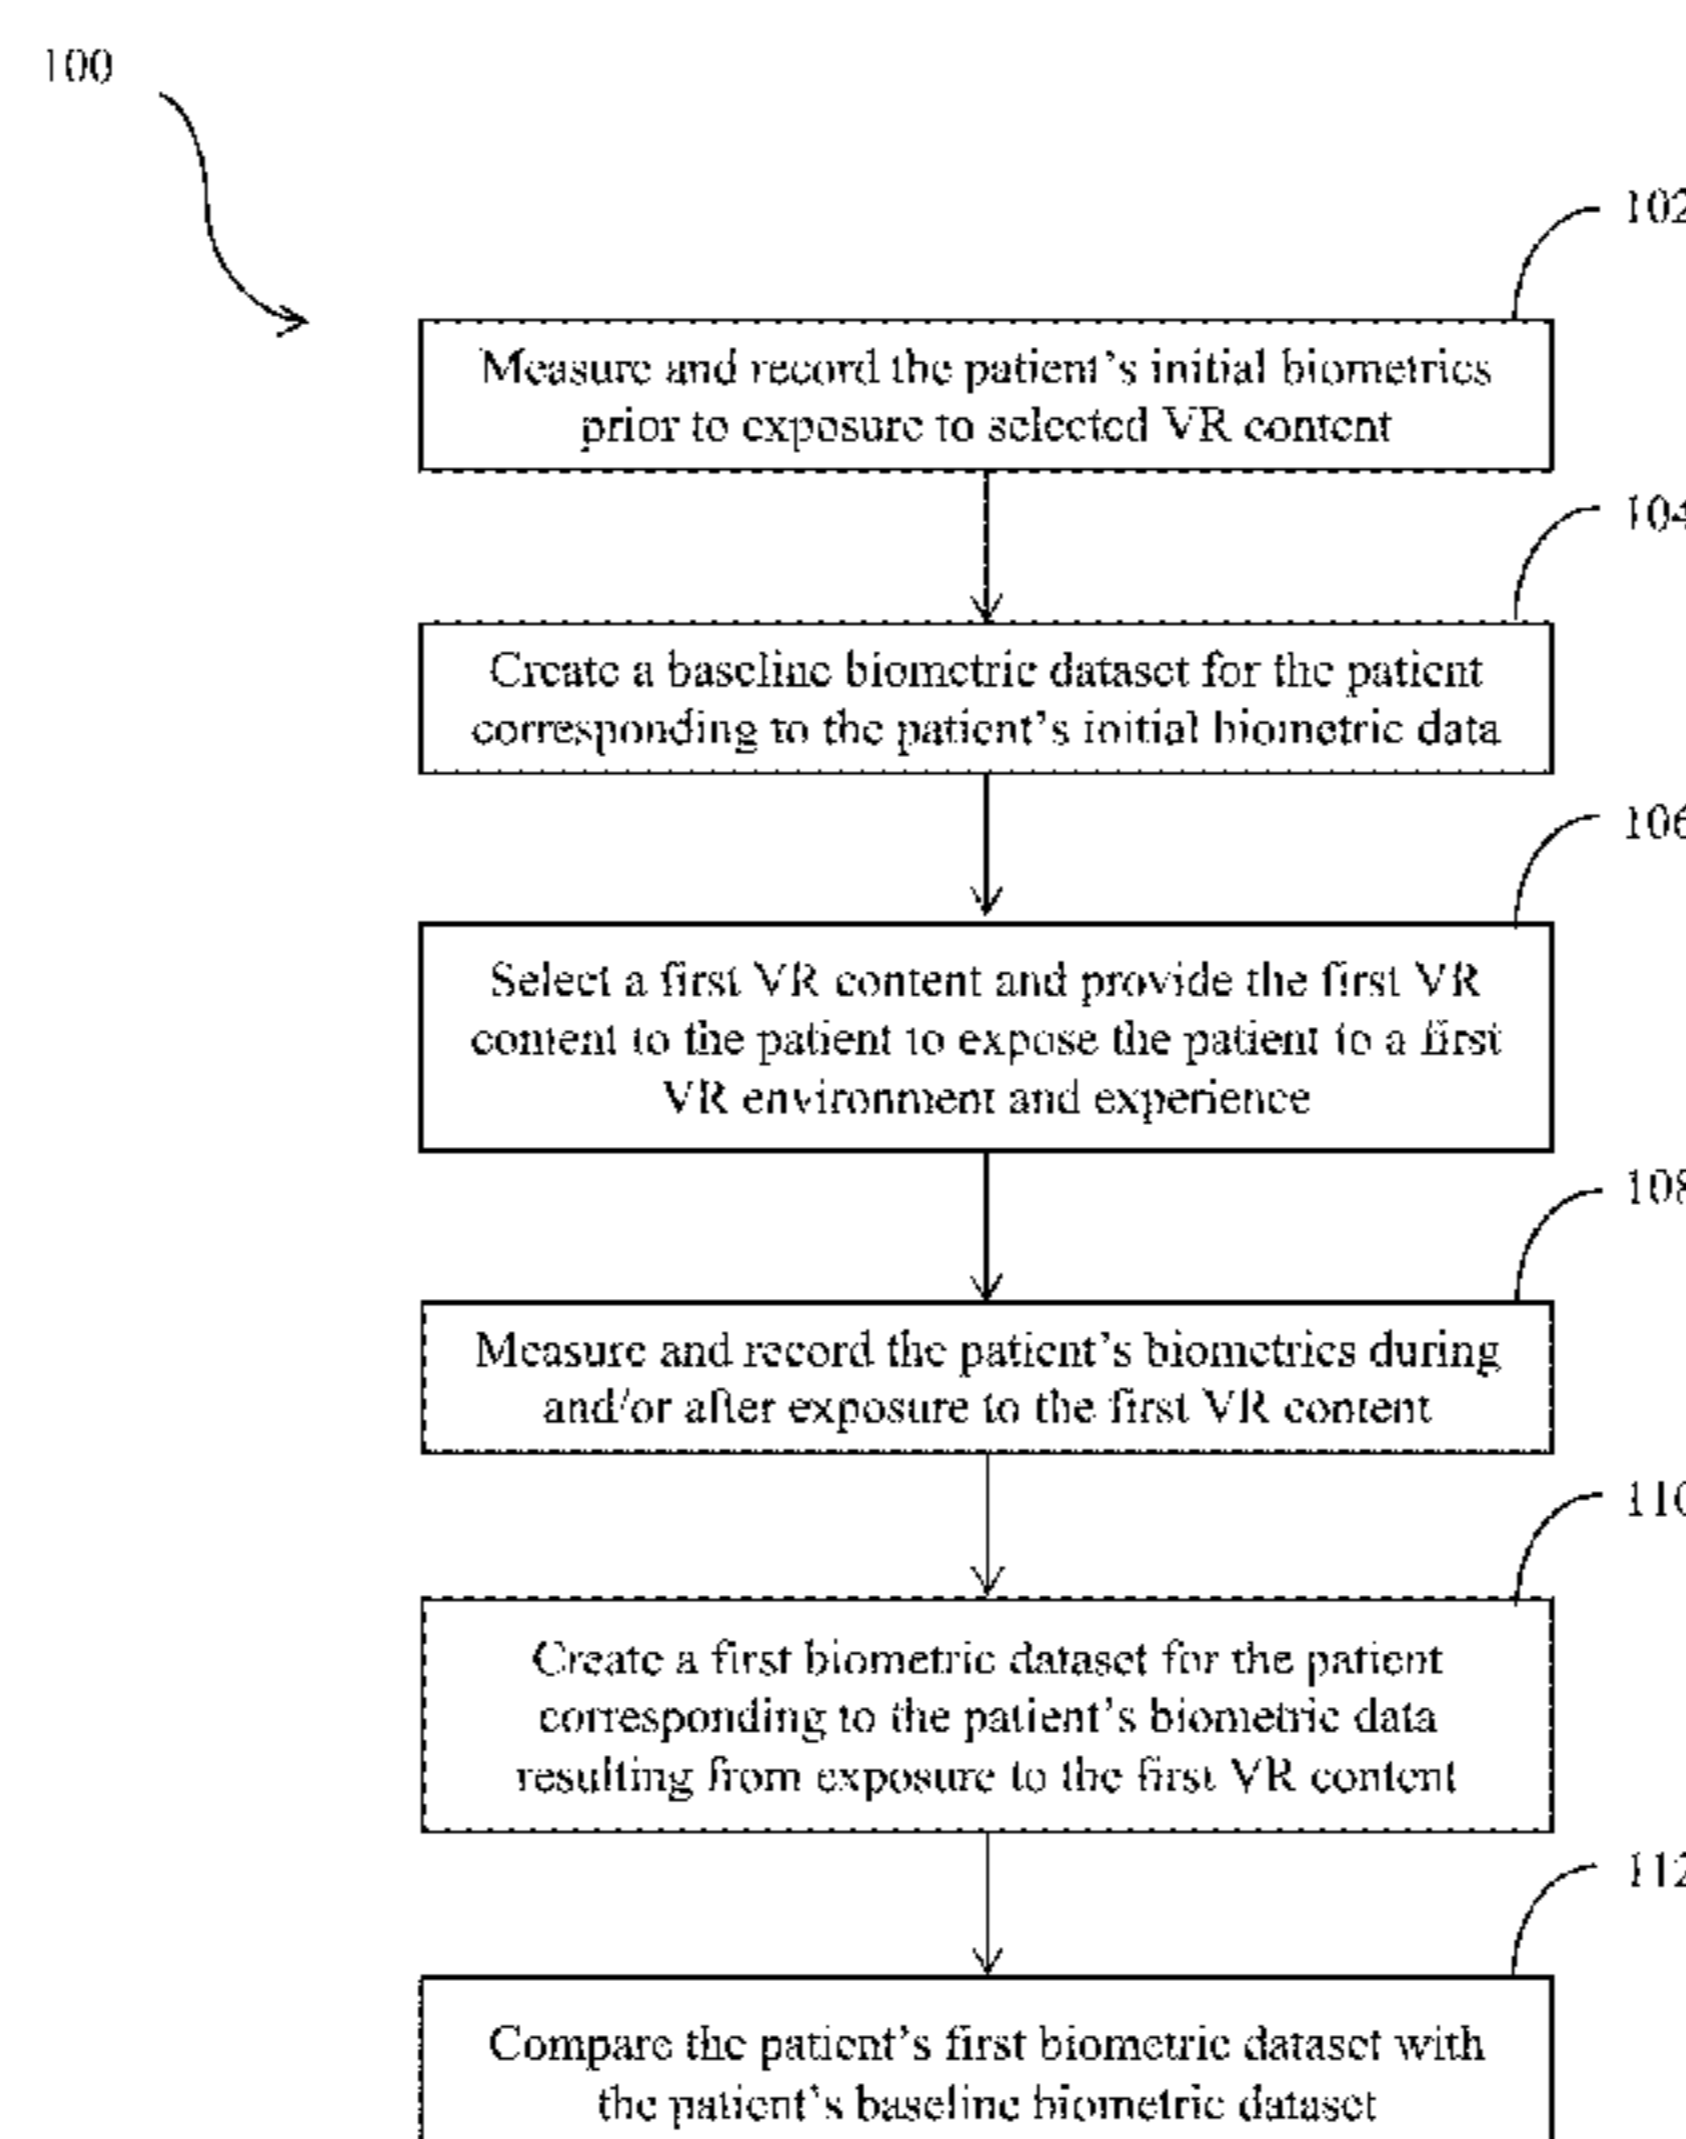 100
102
Measure and record the patient's initial biometrics
prior to exposure to selected VR content
104
Create a baseline biometric dataset for the patient
corresponding to the patient's initial biometric data
106
Select a first VR content and provide the first VR
content to the patient to expose the patient to a first
VR environment and experience
108
Measure and record the patient's biometrics during
and/or after exposure to the first VR content
110
Create a first biometric dataset for the patient
corresponding to the patient's biometric data
resulting from exposure to the first VR content
112
Compare the patient's first biometric dataset with
the patient's baseline biometric dataset